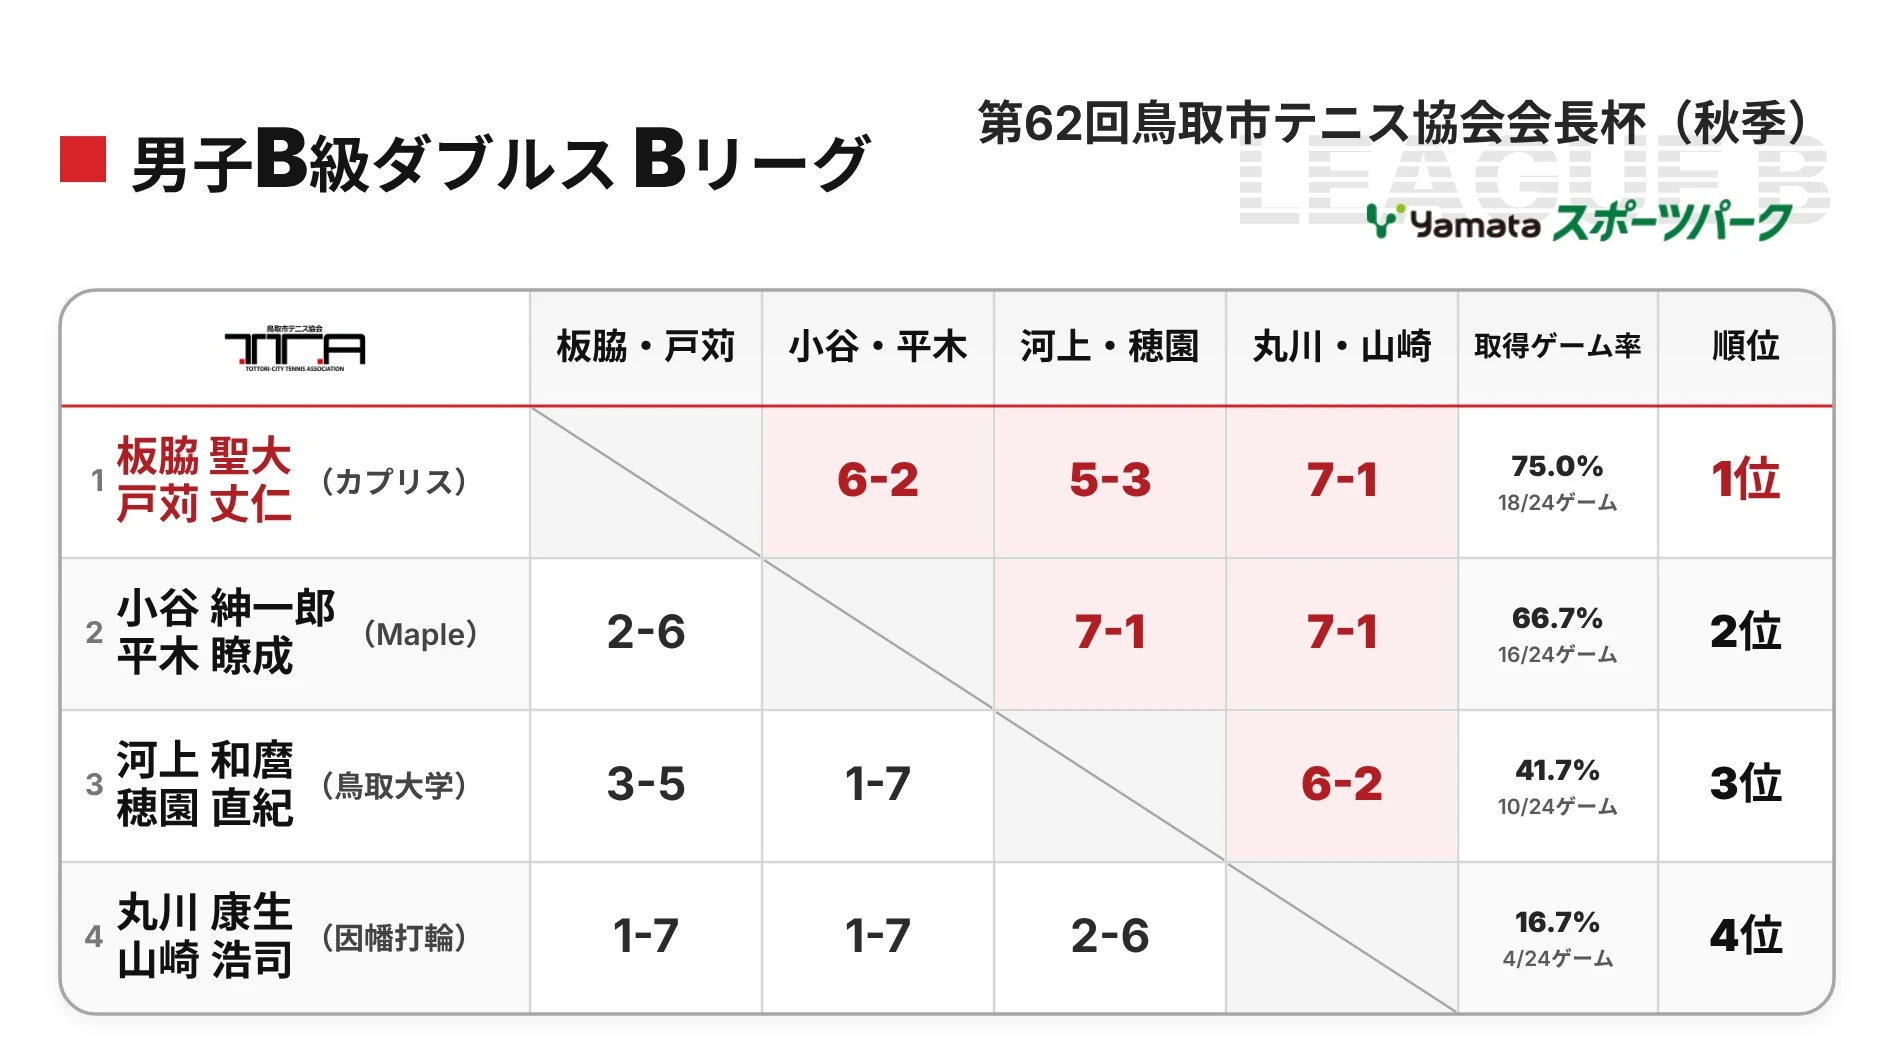 男子B級ダブルス Bリーグ
第62回鳥取市テニス協会会長杯（秋季）
LEAGUE B
Yamata スポーツパーク
鳥取市テニス協会
TTA
TOTTORI-CITY TENNIS ASSOCIATION
板脇・戸苅 小谷・平木 河上・穂園 丸川・山崎 取得ゲーム率 順位
1 板脇 聖大
戸苅 丈仁
（カプリス） 6-2 5-3 7-1 75.0% 1位
18/24ゲーム
2 小谷 紳一郎
平木 瞭成
（Maple） 2-6 7-1 7-1 66.7% 2位
16/24ゲーム
3 河上 和麿
穂園 直紀
（鳥取大学） 3-5 1-7 6-2 41.7% 3位
10/24ゲーム
4 丸川 康生
山崎 浩司
（因幡打輪） 1-7 1-7 2-6 16.7% 4位
4/24ゲーム